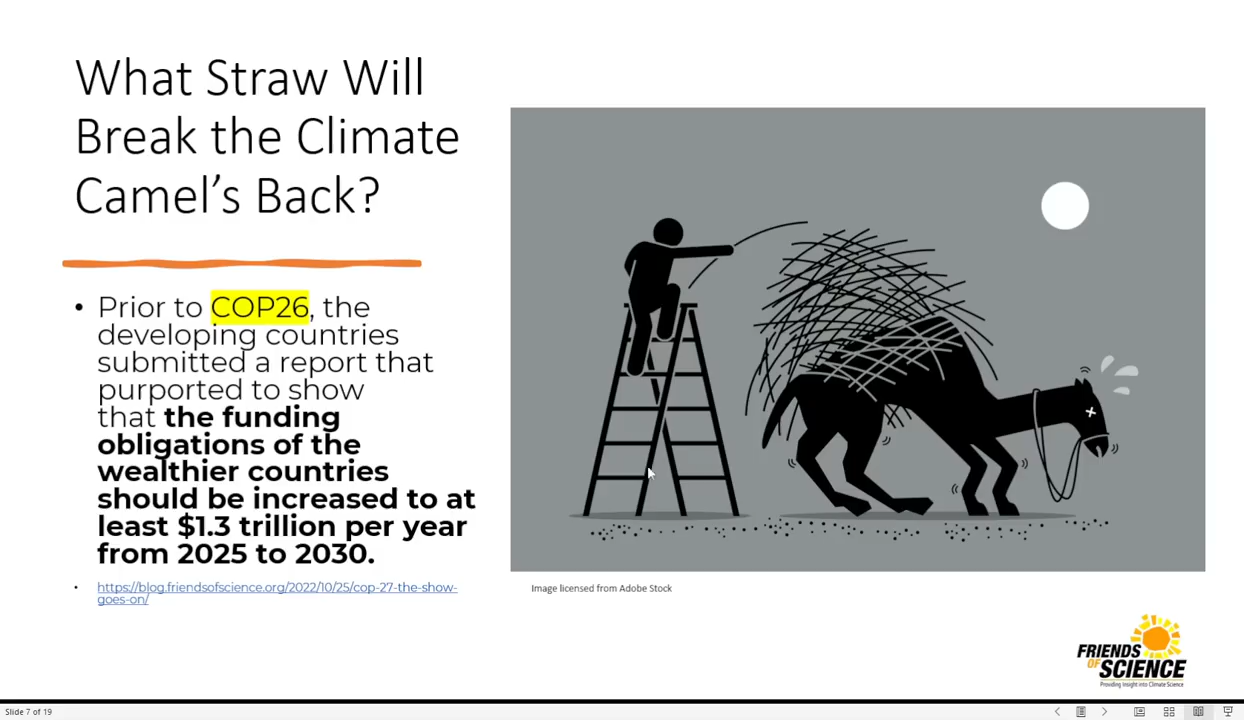 What Straw Will
Break the Climate
Camel’s Back?
• Prior to COP26, the
developing countries
submitted a report that
purported to show
that the funding
obligations of the
wealthier countries
should be increased to at
least $1.3 trillion per year
from 2025 to 2030.
• https://blog.friendsofscience.org/2022/10/25/cop-27-the-show-
goes-on/
Image licensed from Adobe Stock
FRIENDS
OF SCIENCE
Providing Insight into Climate Science
Slide 7 of 19